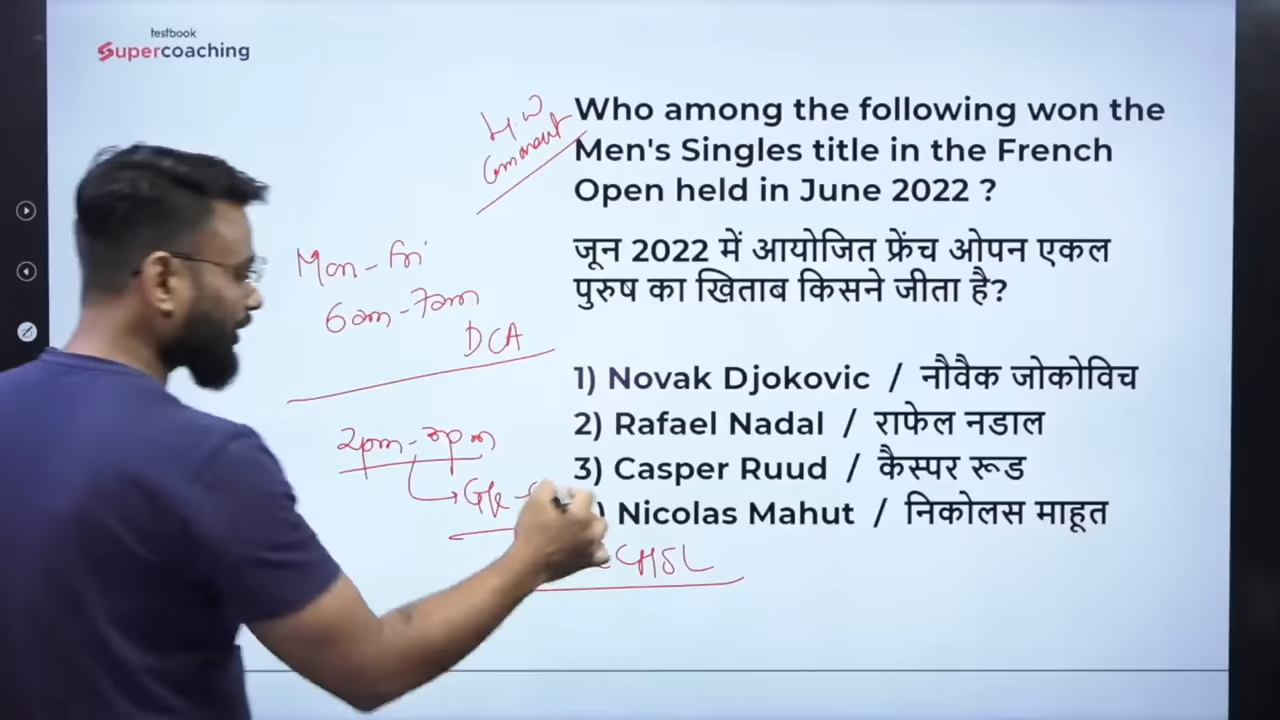 testbook
Supercoaching
H W
Comment
Who among the following won the
Men's Singles title in the French
Open held in June 2022 ?
जून 2022 में आयोजित फ्रेंच ओपन एकल
पुरुष का खिताब किसने जीता है?
Mon-Fri
6am-7am
DCA
1) Novak Djokovic / नौवैक जोकोविच
2) Rafael Nadal / राफेल नडाल
3) Casper Ruud / कैस्पर रूड
) Nicolas Mahut / निकोलस माहूत
2pm-3pm
CHSL